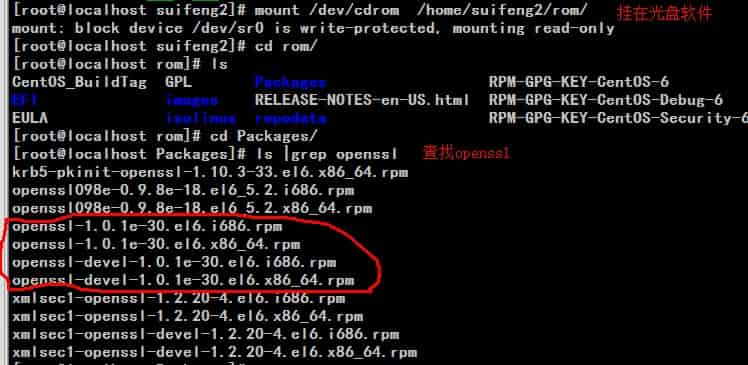 [root@localhost suifeng2]# mount /dev/cdrom  /home/suifeng2/rom/ 挂在光盘软件
mount: block device /dev/sr0 is write-protected, mounting read-only
[root@localhost suifeng2]# cd rom/
[root@localhost rom]# ls
CentOS_BuildTag  GPL  Packages  RPM-GPG-KEY-CentOS-6
EFI  images  RELEASE-NOTES-en-US.html  RPM-GPG-KEY-CentOS-Debug-6
EULA  isolinux  repodata  RPM-GPG-KEY-CentOS-Security-6
[root@localhost rom]# cd Packages/
[root@localhost Packages]# ls |grep openssl 查找openssl
krb5-pkinit-openssl-1.10.3-33.el6.x86_64.rpm
openssl098e-0.9.8e-18.el6_5.2.i686.rpm
openssl098e-0.9.8e-18.el6_5.2.x86_64.rpm
openssl-1.0.1e-30.el6.i686.rpm
openssl-1.0.1e-30.el6.x86_64.rpm
openssl-devel-1.0.1e-30.el6.i686.rpm
openssl-devel-1.0.1e-30.el6.x86_64.rpm
xmlsec1-openssl-1.2.20-4.el6.i686.rpm
xmlsec1-openssl-1.2.20-4.el6.x86_64.rpm
xmlsec1-openssl-devel-1.2.20-4.el6.i686.rpm
xmlsec1-openssl-devel-1.2.20-4.el6.x86_64.rpm